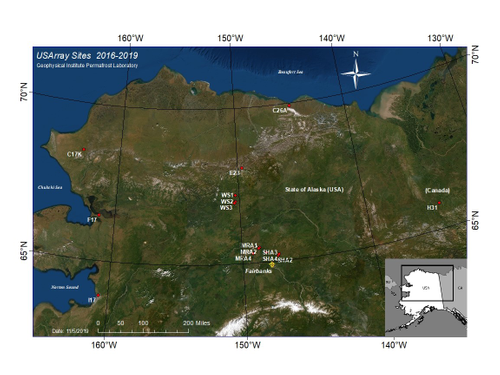 160°W 150°W 140°W 130°W
USArray Sites 2016-2019
Geophysical Institute Permafrost Laboratory
N
Beaufort Sea
70°N
70°N
C26A
C17K
E23
Chukchi Sea
WS1
WS2
WS3
State of Alaska (USA)
(Canada)
H31
F17
65°N
65°N
MRA1
MRA2
MRA4
SHA3
SHA4
SHA2
Fairbanks
Norton Sound
H17
0 50 100 200 Miles
Date: 11/5/2019
160°W 150°W 140°W